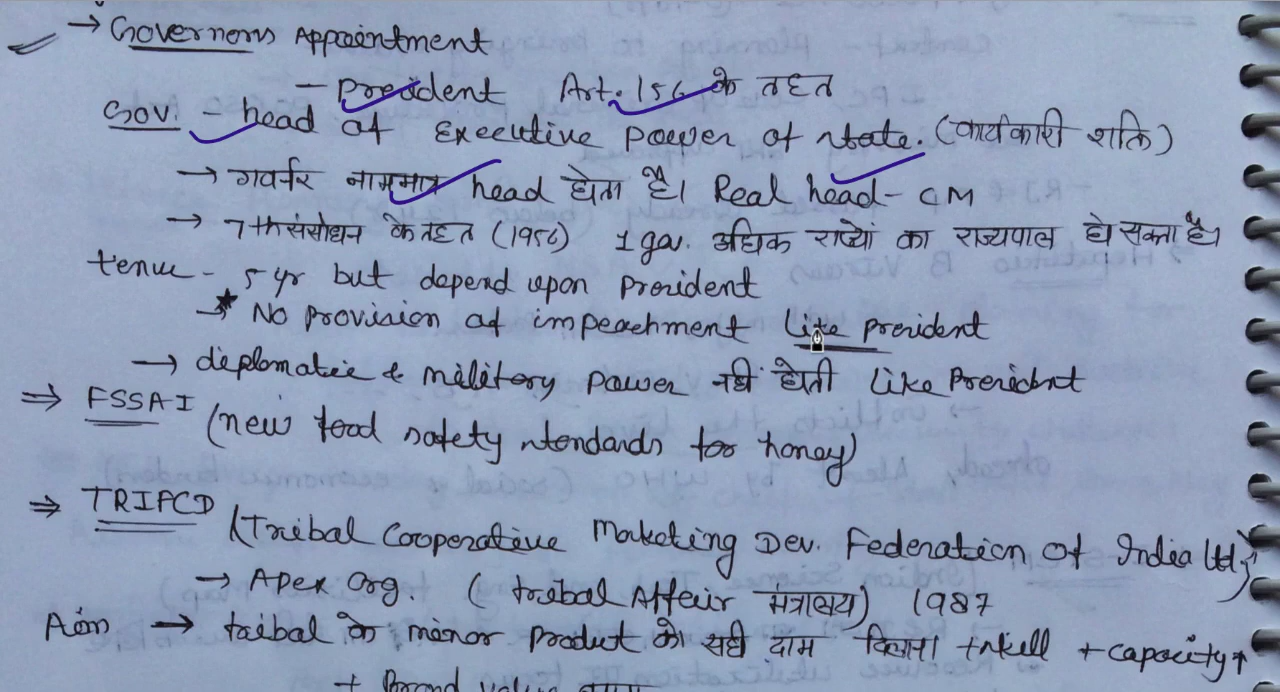 → Governors Appointment
- President Art. 156 के तहत
Gov. - head of Executive power of state. (कार्यकारी शक्ति)
→ गवर्नर नाममात्र head होता है। Real head - CM
→ 7th संसोधन के तहत (1956) 1 gov. अधिक राज्यों का राज्यपाल हो सकता है।
tenue - 5 yr but depend upon President
→ No provision of impeachment like president
→ diplomatic & military power नही होती like President
⇒ FSSAI (new food safety standards for honey)
⇒ TRIFCD (Tribal Cooperative Marketing Dev. Federation of India Ltd)
→ Apex org. (tribal Affair मंत्रालय) 1987
Aim → tribal के minor product को सही दाम दिलाना +skill +capacity↑
+ Brand value